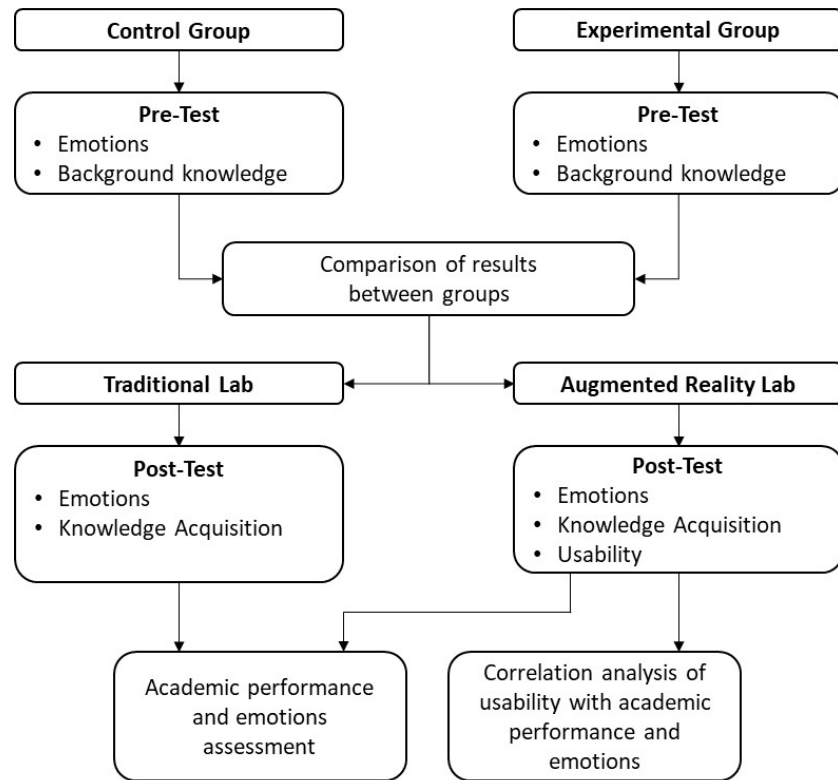 Control Group
Experimental Group
Pre-Test
• Emotions
• Background knowledge
Pre-Test
• Emotions
• Background knowledge
Comparison of results
between groups
Traditional Lab
Augmented Reality Lab
Post-Test
• Emotions
• Knowledge Acquisition
Post-Test
• Emotions
• Knowledge Acquisition
• Usability
Academic performance
and emotions
assessment
Correlation analysis of
usability with academic
performance and
emotions